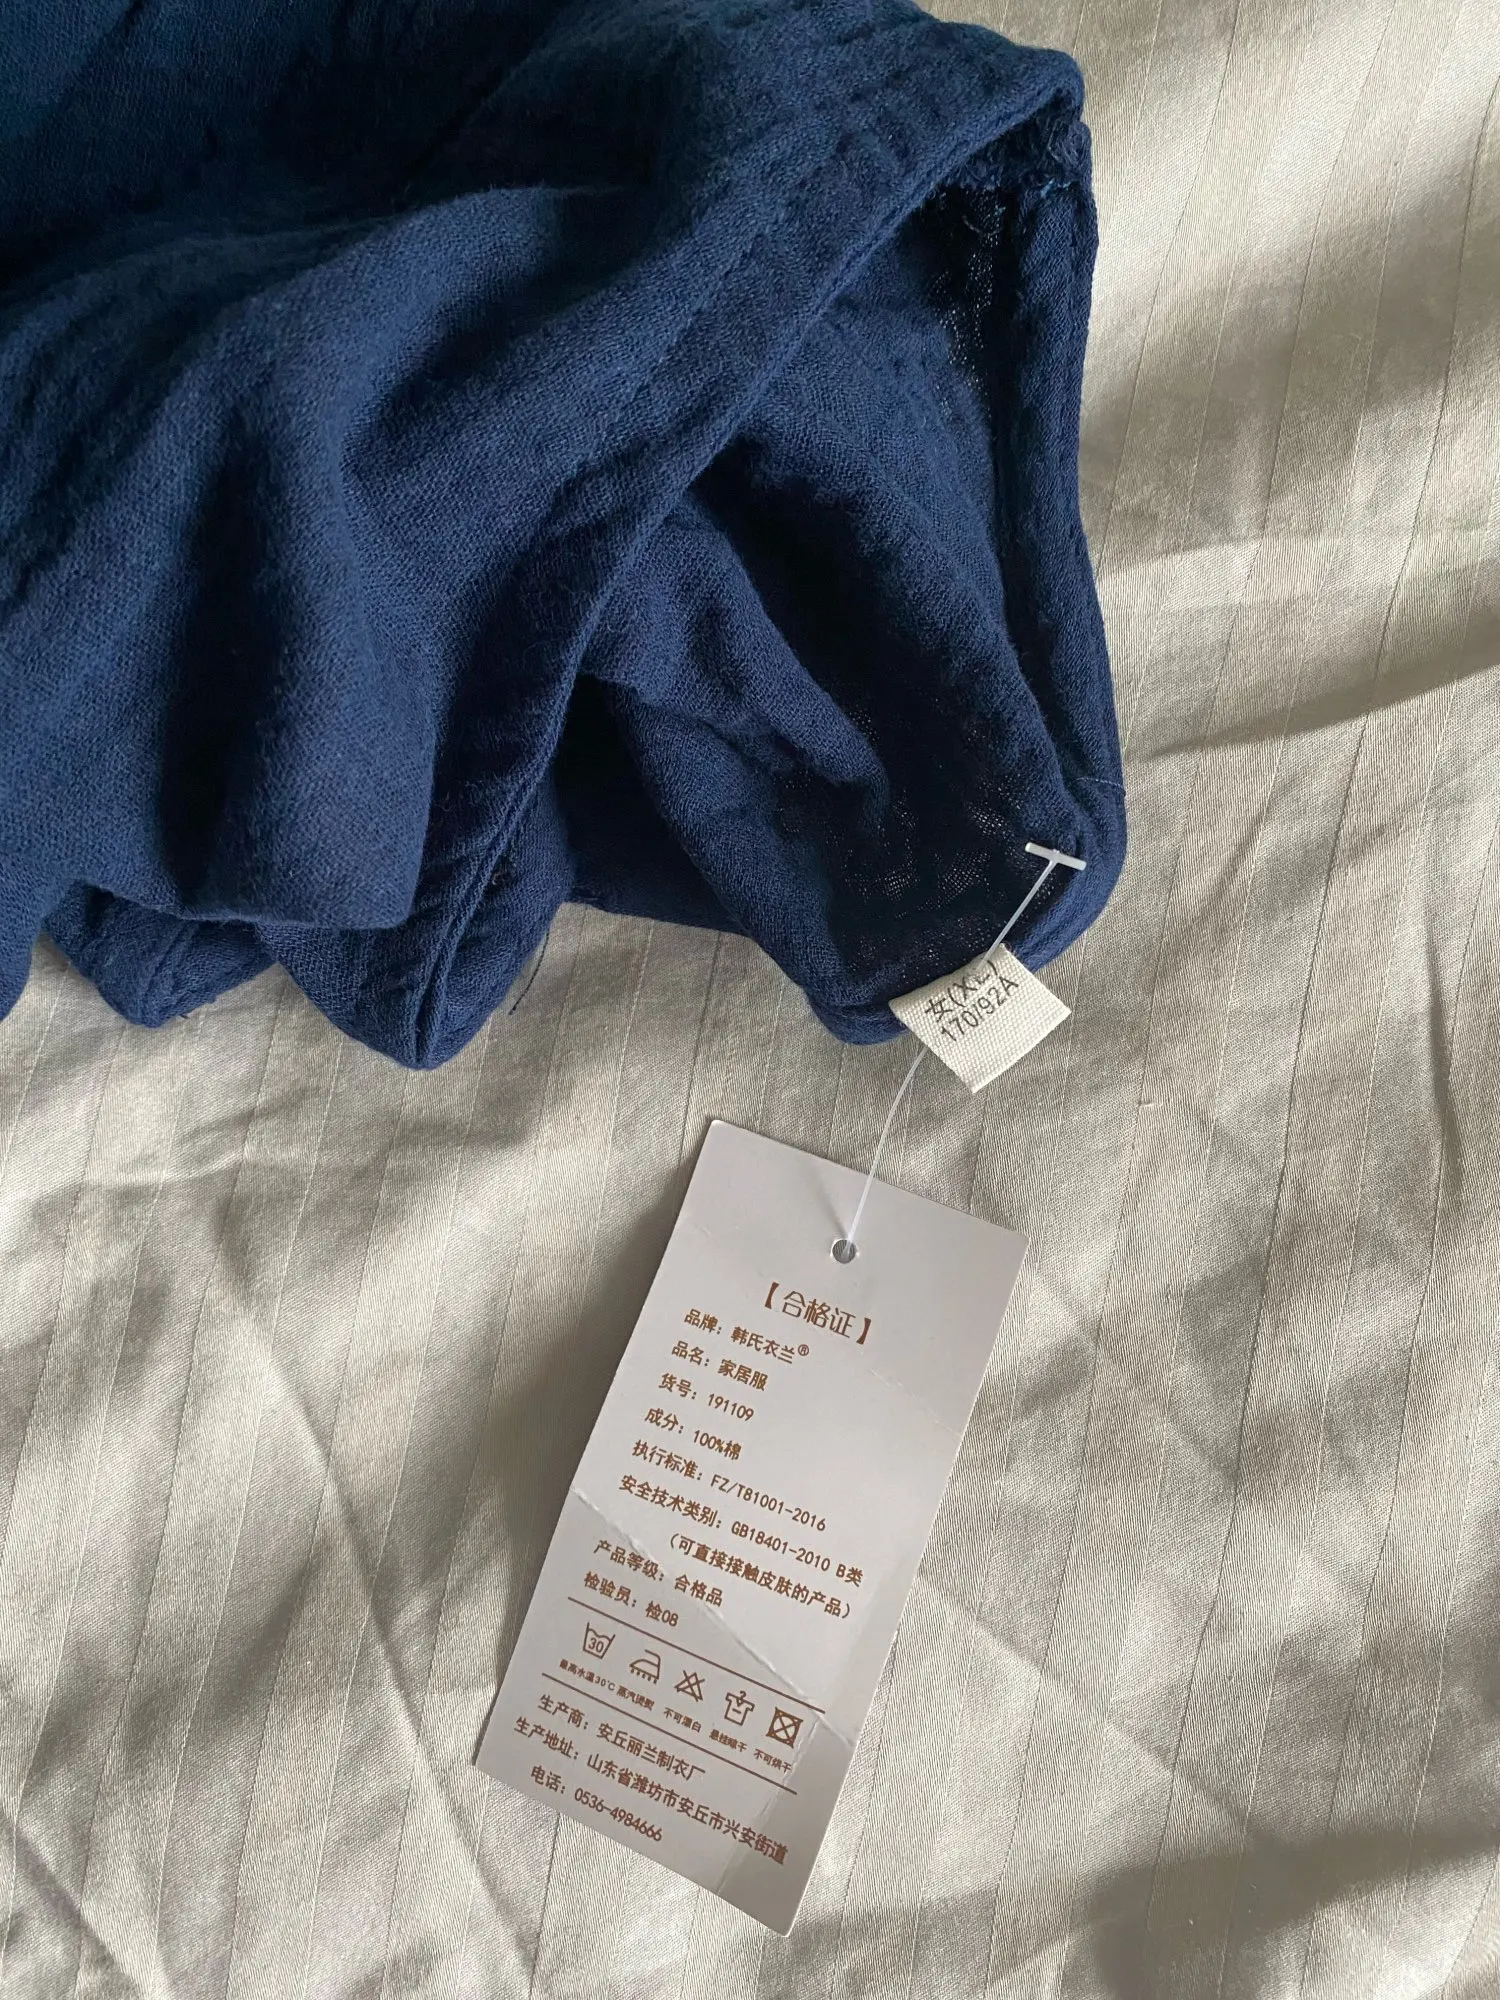 女(XL)
170/92A
【合格证】
品牌：韩氏衣兰®
品名：家居服
货号：191109
成分：100%棉
执行标准：FZ/T81001-2016
安全技术类别：GB18401-2010 B类
（可直接接触皮肤的产品）
产品等级：合格品
检验员：检08
30
最高水温30℃ 蒸汽烫熨 不可漂白 悬挂晾干 不可烘干
生产商：安丘丽兰制衣厂
生产地址：山东省潍坊市安丘市兴安街道
电话：0536-4984666